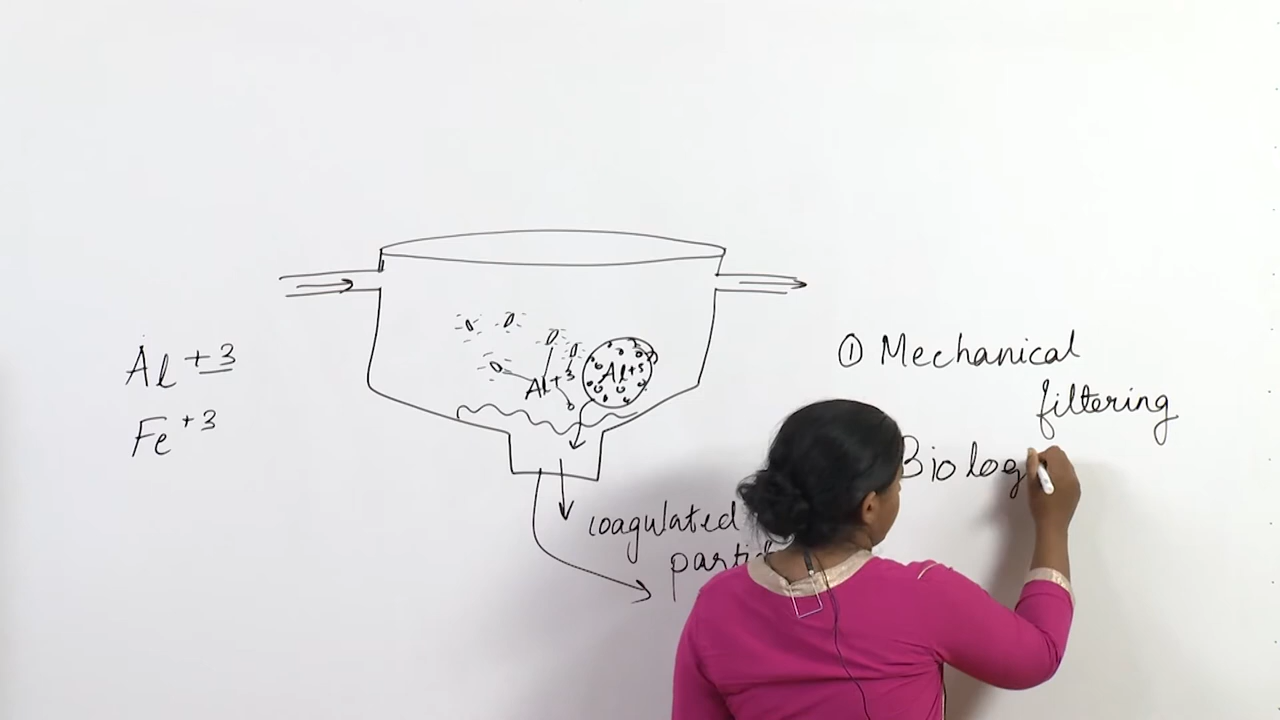 Al +3
Fe +3
Al+3
Al+3
coagulated
① Mechanical
filtering
Biolog